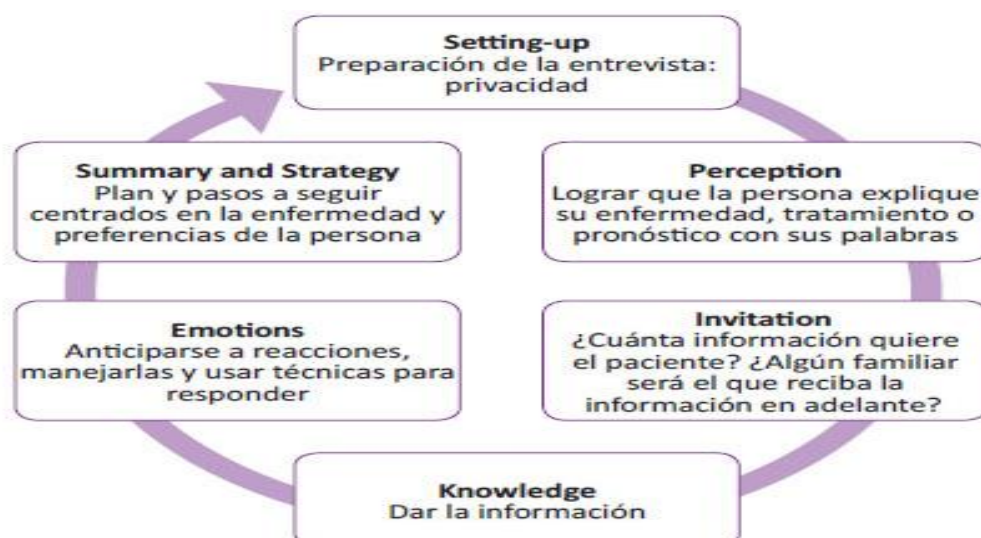 Setting-up
Preparación de la entrevista:
privacidad
Perception
Lograr que la persona explique
su enfermedad, tratamiento o
pronóstico con sus palabras
Invitation
¿Cuánta información quiere
el paciente? ¿Algún familiar
será el que reciba la
información en adelante?
Knowledge
Dar la información
Emotions
Anticiparse a reacciones,
manejarlas y usar técnicas para
responder
Summary and Strategy
Plan y pasos a seguir
centrados en la enfermedad y
preferencias de la persona